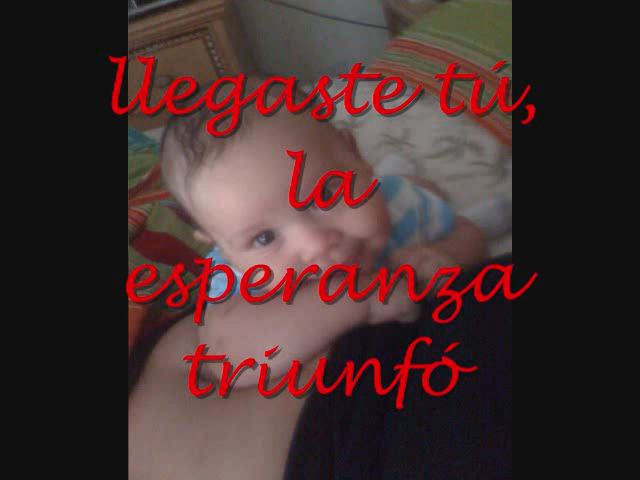 llegaste tú,
la
esperanza
triunfó